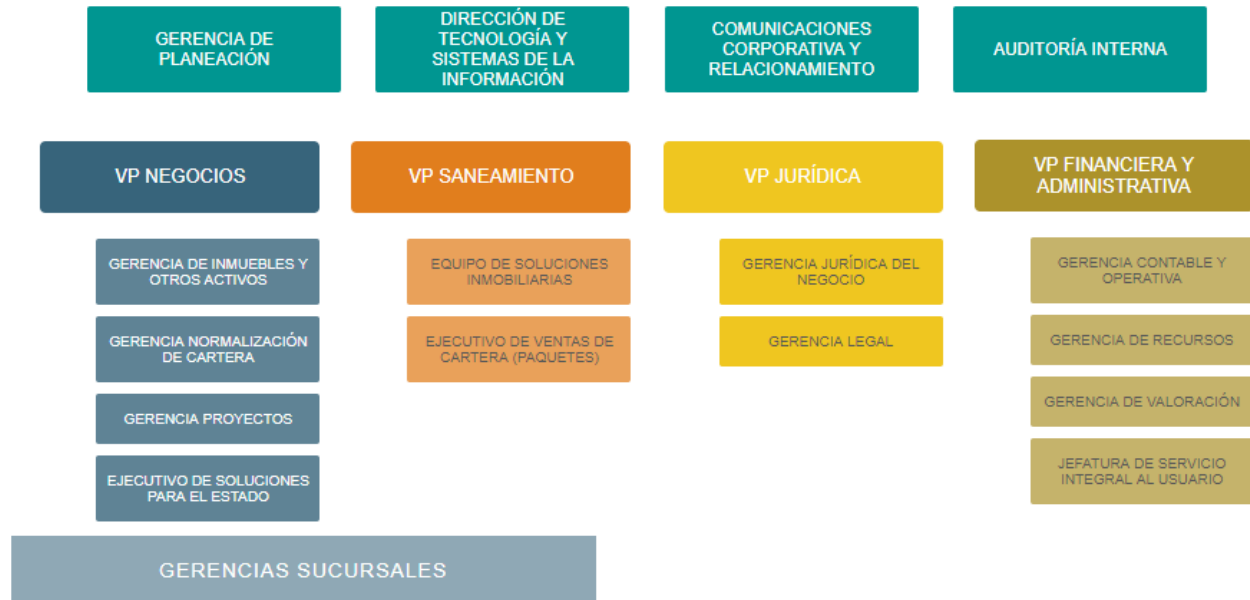 GERENCIA DE
PLANEACIÓN
DIRECCIÓN DE
TECNOLOGÍA Y
SISTEMAS DE LA
INFORMACIÓN
COMUNICACIONES
CORPORATIVA Y
RELACIONAMIENTO
AUDITORÍA INTERNA
VP NEGOCIOS
GERENCIA DE INMUEBLES Y
OTROS ACTIVOS
GERENCIA NORMALIZACIÓN
DE CARTERA
GERENCIA PROYECTOS
EJECUTIVO DE SOLUCIONES
PARA EL ESTADO
VP SANEAMIENTO
EQUIPO DE SOLUCIONES
INMOBILIARIAS
EJECUTIVO DE VENTAS DE
CARTERA (PAQUETES)
VP JURÍDICA
GERENCIA JURÍDICA DEL
NEGOCIO
GERENCIA LEGAL
VP FINANCIERA Y
ADMINISTRATIVA
GERENCIA CONTABLE Y
OPERATIVA
GERENCIA DE RECURSOS
GERENCIA DE VALORACIÓN
JEFATURA DE SERVICIO
INTEGRAL AL USUARIO
GERENCIAS SUCURSALES